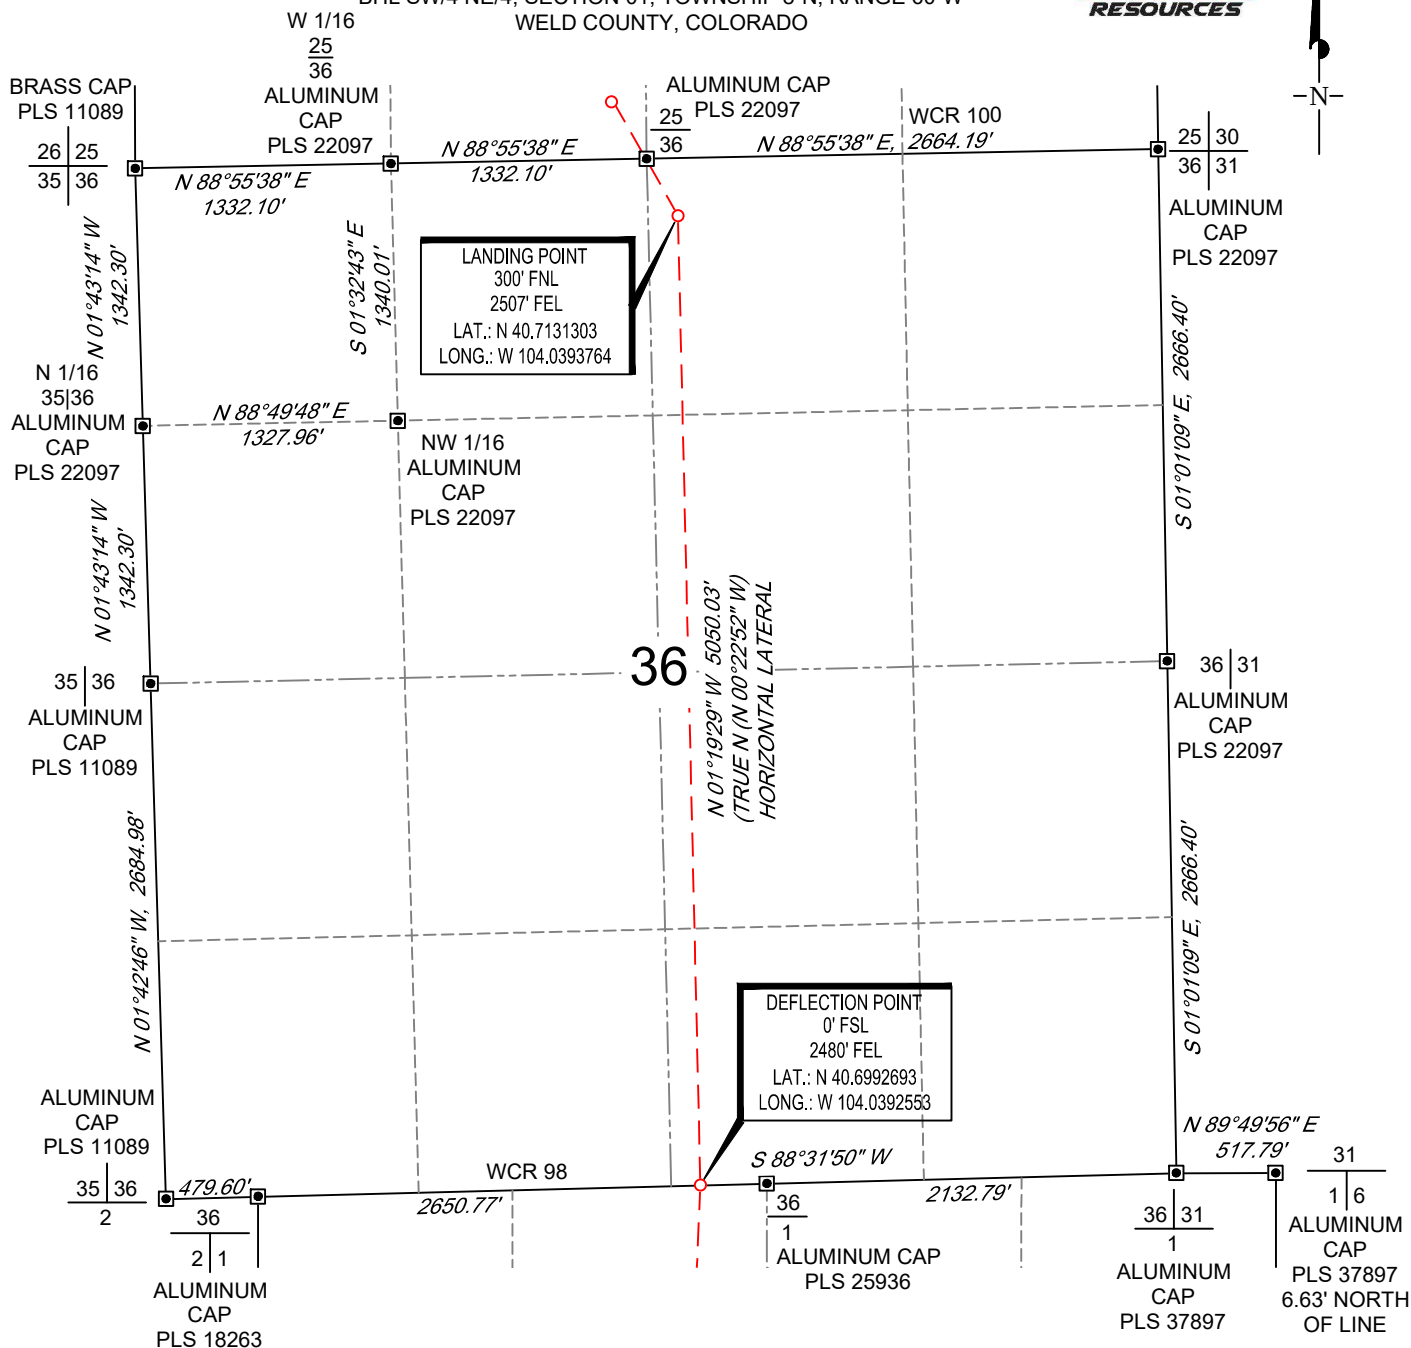 WELD COUNTY, COLORADO
RESOURCES
-N-
W 1/16
25
36
ALUMINUM
CAP
PLS 22097
BRASS CAP
PLS 11089
26 25
35 36
ALUMINUM CAP
PLS 22097
25
36
WCR 100
25 30
36 31
ALUMINUM
CAP
PLS 22097
N 88°55'38" E
1332.10'
N 88°55'38" E
1332.10'
N 88°55'38" E, 2664.19'
N 01°43'14" W
1342.30'
S 01°32'43" E
1340.01'
LANDING POINT
300' FNL
2507' FEL
LAT.: N 40.7131303
LONG.: W 104.0393764
S 01°01'09" E, 2666.40'
N 1/16
35|36
ALUMINUM
CAP
PLS 22097
N 88°49'48" E
1327.96'
NW 1/16
ALUMINUM
CAP
PLS 22097
N 01°43'14" W
1342.30'
36
N 01°19'29" W 5050.03'
(TRUE N (N 00°22'52" W)
HORIZONTAL LATERAL
35 36
ALUMINUM
CAP
PLS 11089
36 31
ALUMINUM
CAP
PLS 22097
N 01°42'46" W, 2684.98'
S 01°01'09" E, 2666.40'
DEFLECTION POINT
0' FSL
2480' FEL
LAT.: N 40.6992693
LONG.: W 104.0392553
ALUMINUM
CAP
PLS 11089
35 36
2
479.60'
WCR 98
2650.77'
S 88°31'50" W
2132.79'
N 89°49'56" E
517.79'
36
2 1
ALUMINUM
CAP
PLS 18263
36
1
ALUMINUM CAP
PLS 25936
36 31
1
ALUMINUM
CAP
PLS 37897
31
1 6
ALUMINUM
CAP
PLS 37897
6.63' NORTH
OF LINE